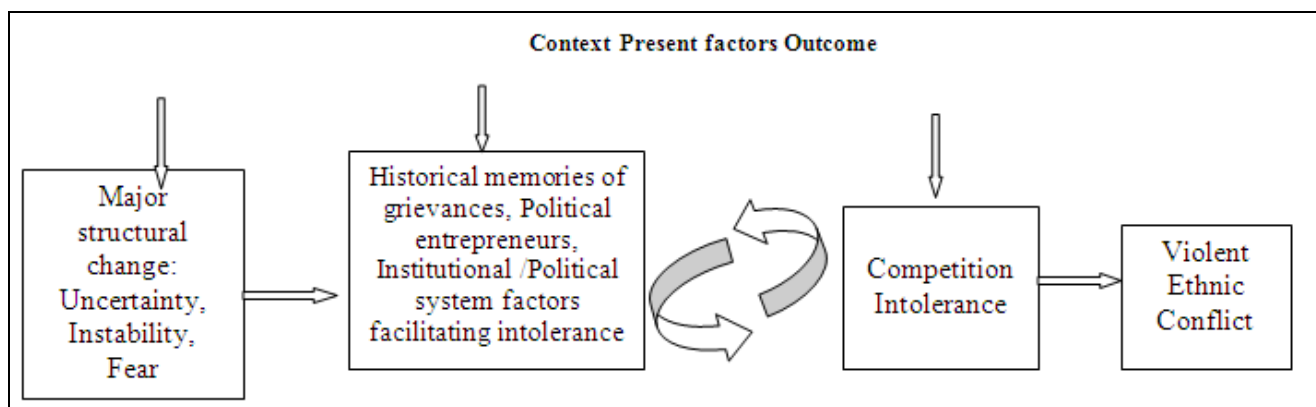 Context Present factors Outcome
Major
structural
change:
Uncertainty,
Instability,
Fear
Historical memories of
grievances, Political
entrepreneurs,
Institutional /Political
system factors
facilitating intolerance
Competition
Intolerance
Violent
Ethnic
Conflict